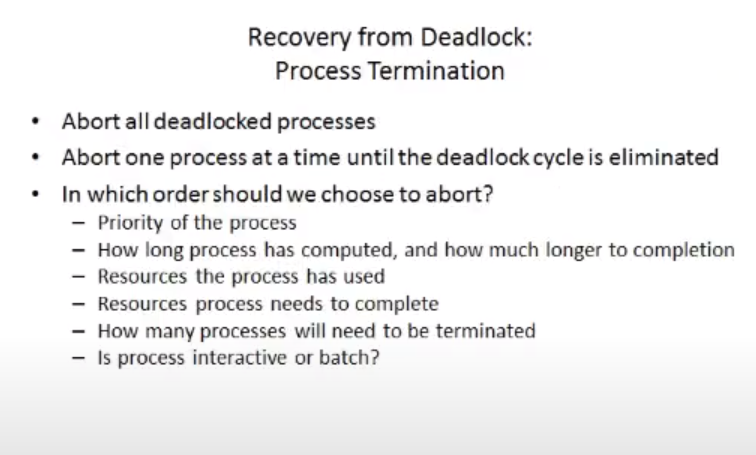 Recovery from Deadlock:
Process Termination
• Abort all deadlocked processes
• Abort one process at a time until the deadlock cycle is eliminated
• In which order should we choose to abort?
– Priority of the process
– How long process has computed, and how much longer to completion
– Resources the process has used
– Resources process needs to complete
– How many processes will need to be terminated
– Is process interactive or batch?